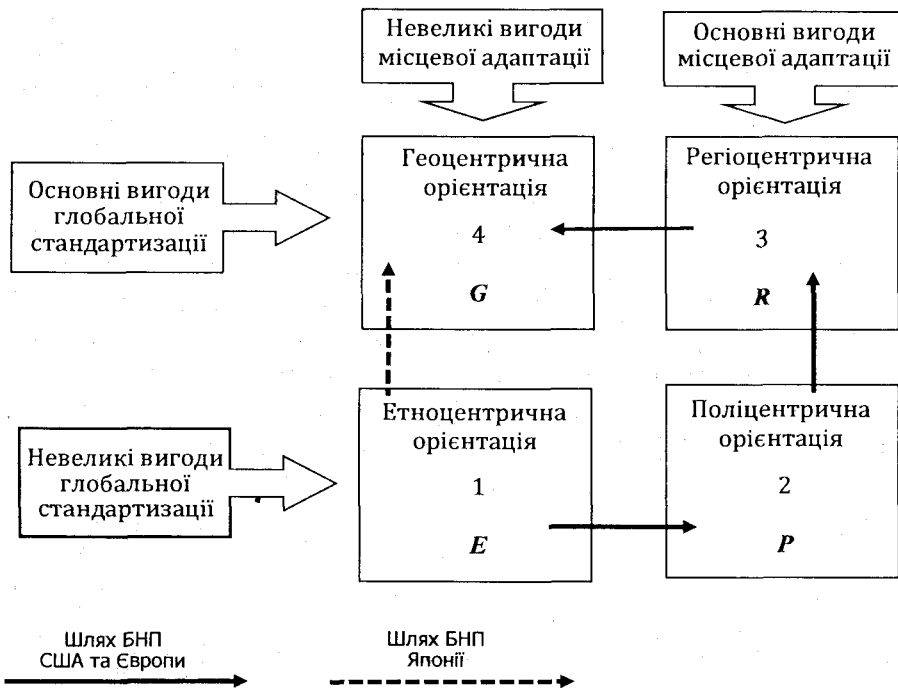 Невеликі вигоди
місцевої адаптації
Основні вигоди
місцевої адаптації
Основні вигоди
глобальної
стандартизації
Геоцентрична
орієнтація
4
G
Регіоцентрична
орієнтація
3
R
Невеликі вигоди
глобальної
стандартизації
Етноцентрична
орієнтація
1
E
Поліцентрична
орієнтація
2
P
Шлях БНП
США та Європи
Шлях БНП
Японії